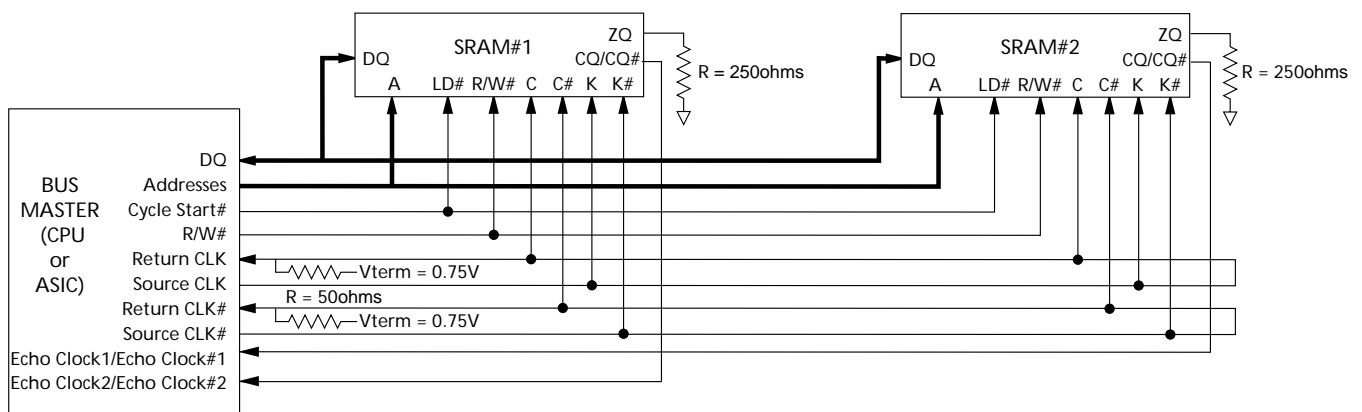 SRAM#1
ZQ
CQ/CQ#
DQ
A LD# R/W# C C# K K#
R = 250ohms
SRAM#2
ZQ
CQ/CQ#
DQ
A LD# R/W# C C# K K#
R = 250ohms
BUS
MASTER
(CPU
or
ASIC)
DQ
Addresses
Cycle Start#
R/W#
Return CLK
Vterm = 0.75V
Source CLK
R = 50ohms
Return CLK#
Vterm = 0.75V
Source CLK#
Echo Clock1/Echo Clock#1
Echo Clock2/Echo Clock#2